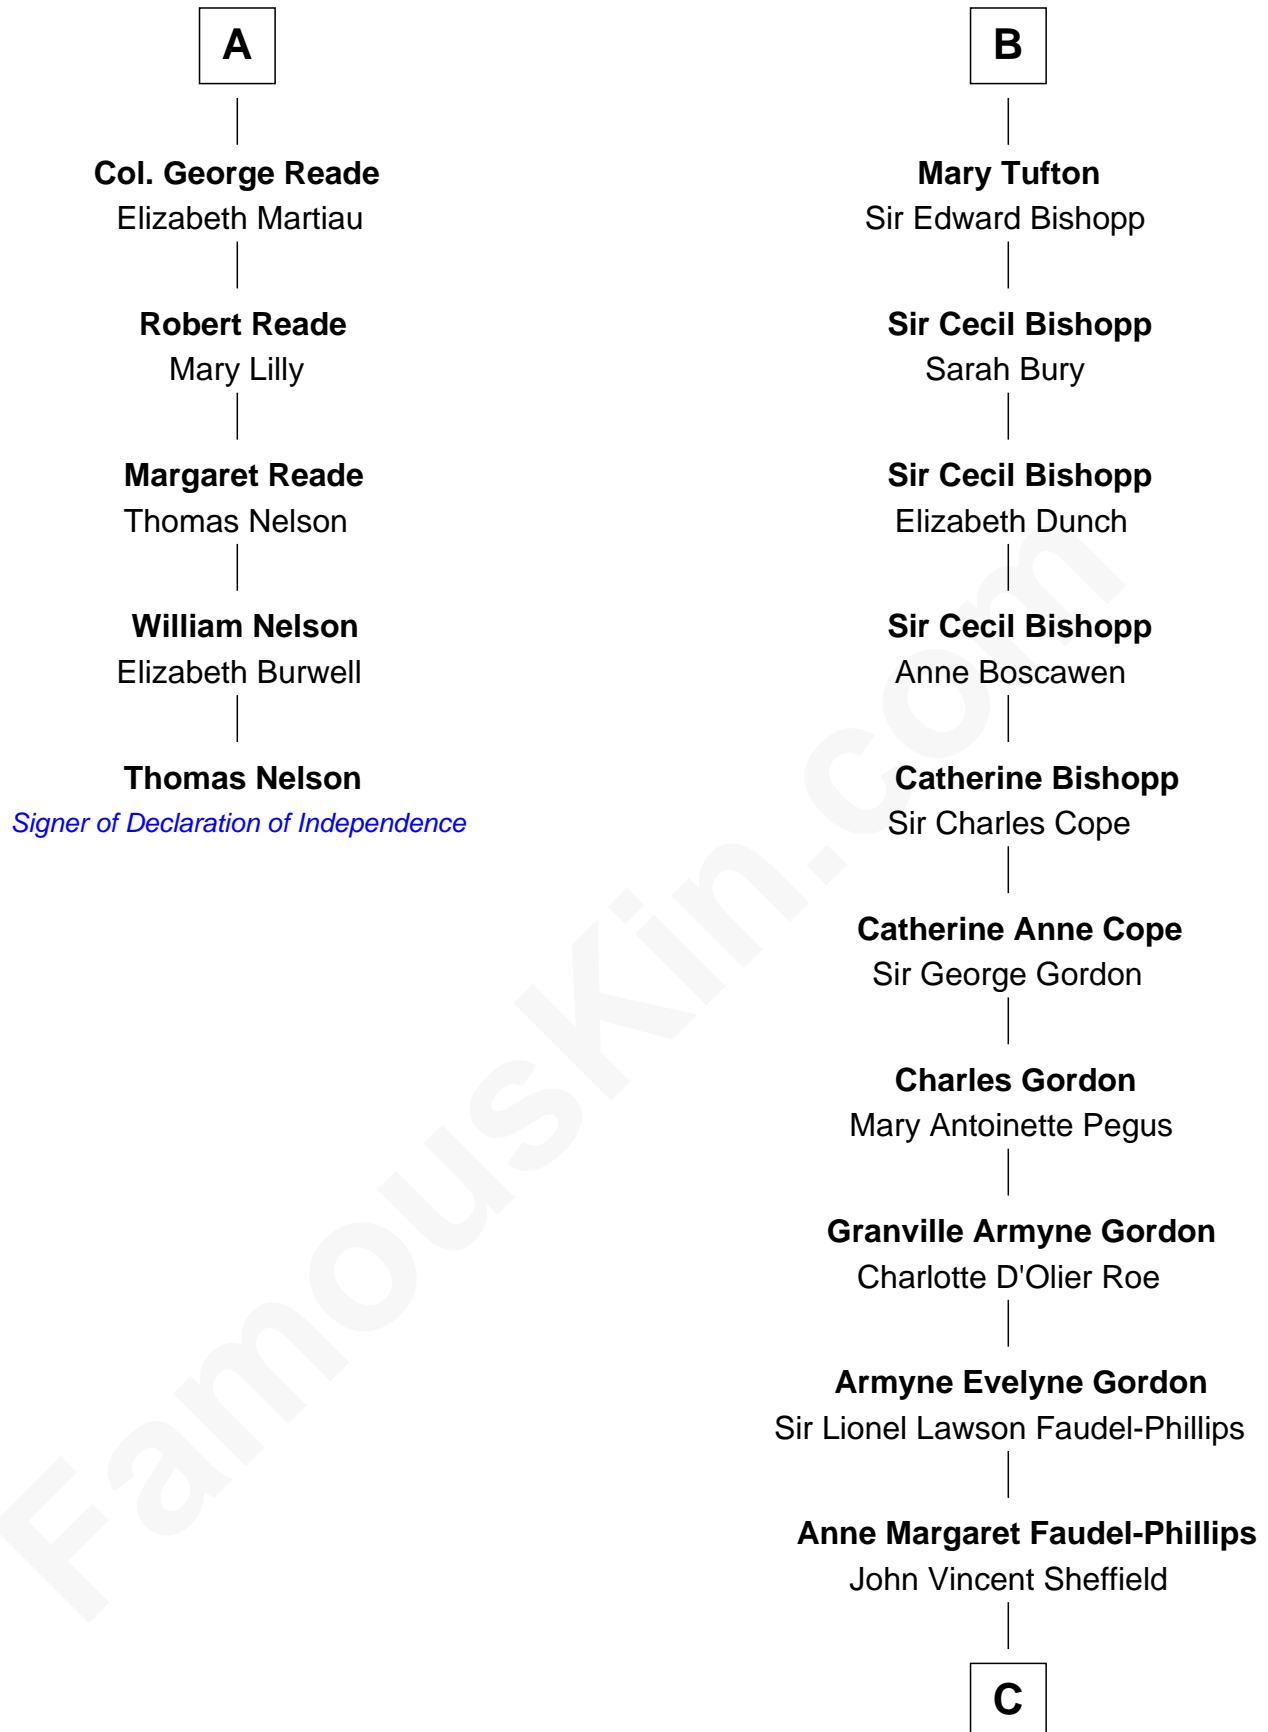 A
Col. George Reade
Elizabeth Martiau
Robert Reade
Mary Lilly
Margaret Reade
Thomas Nelson
William Nelson
Elizabeth Burwell
Thomas Nelson
Signer of Declaration of Independence
B
Mary Tufton
Sir Edward Bishopp
Sir Cecil Bishopp
Sarah Bury
Sir Cecil Bishopp
Elizabeth Dunch
Sir Cecil Bishopp
Anne Boscawen
Catherine Bishopp
Sir Charles Cope
Catherine Anne Cope
Sir George Gordon
Charles Gordon
Mary Antoinette Pegus
Granville Armyne Gordon
Charlotte D'Olier Roe
Armyne Evelyne Gordon
Sir Lionel Lawson Faudel-Phillips
Anne Margaret Faudel-Phillips
John Vincent Sheffield
C
FamousKin.com